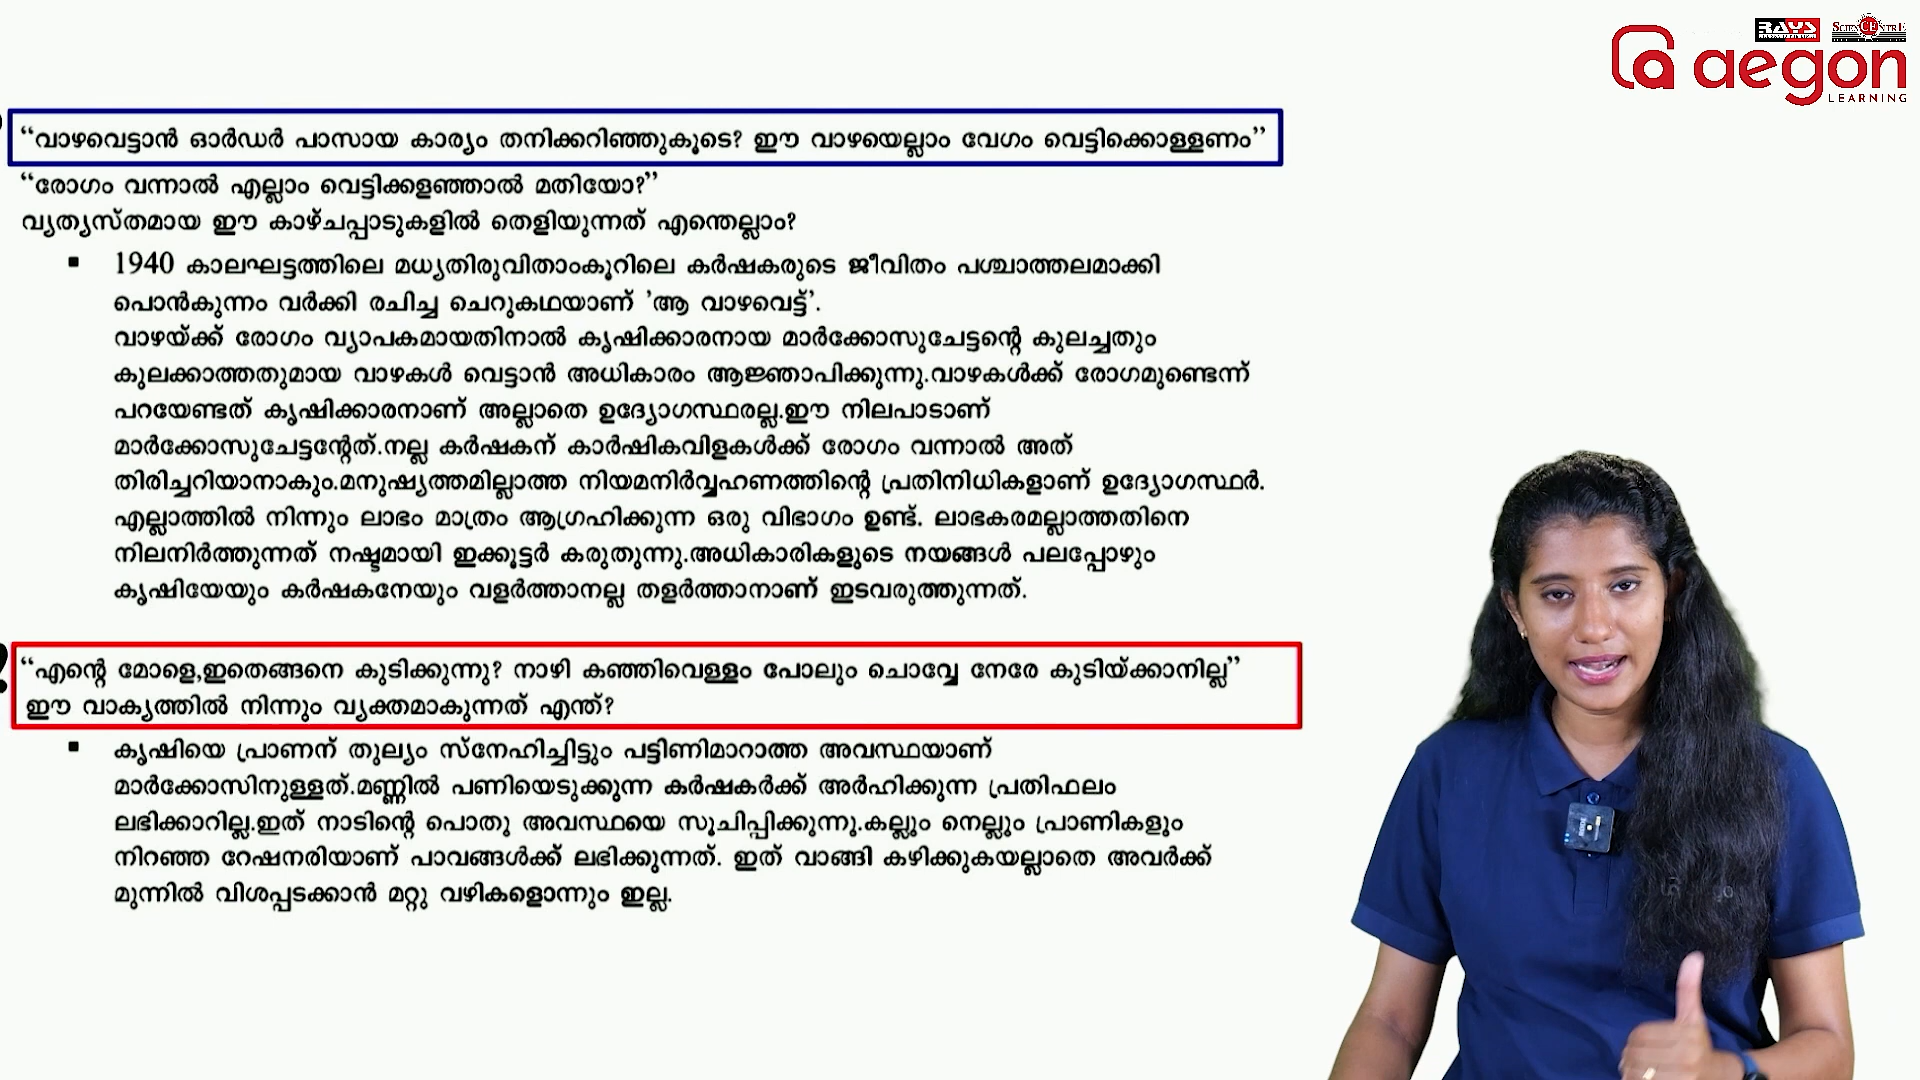 RAYS
SCIENCENTRE
aegon
LEARNING
“വാഴവെട്ടാൻ ഓർഡർ പാസായ കാര്യം തനിക്കറിഞ്ഞുകൂടെ? ഈ വാഴയെല്ലാം വേഗം വെട്ടിക്കൊള്ളണം”
“രോഗം വന്നാൽ എല്ലാം വെട്ടിക്കളഞ്ഞാൽ മതിയോ?”
വ്യത്യസ്തമായ ഈ കാഴ്ചപ്പാടുകളിൽ തെളിയുന്നത് എന്തെല്ലാം?
▪ 1940 കാലഘട്ടത്തിലെ മധ്യതിരുവിതാംകൂറിലെ കർഷകരുടെ ജീവിതം പശ്ചാത്തലമാക്കി
പൊൻകുന്നം വർക്കി രചിച്ച ചെറുകഥയാണ് 'ആ വാഴവെട്ട്'.
വാഴയ്ക്ക് രോഗം വ്യാപകമായതിനാൽ കൃഷിക്കാരനായ മാർക്കോസുചേട്ടന്റെ കുലച്ചതും
കുലക്കാത്തതുമായ വാഴകൾ വെട്ടാൻ അധികാരം ആജ്ഞാപിക്കുന്നു.വാഴകൾക്ക് രോഗമുണ്ടെന്ന്
പറയേണ്ടത് കൃഷിക്കാരനാണ് അല്ലാതെ ഉദ്യോഗസ്ഥരല്ല.ഈ നിലപാടാണ്
മാർക്കോസുചേട്ടന്റേത്.നല്ല കർഷകന് കാർഷികവിളകൾക്ക് രോഗം വന്നാൽ അത്
തിരിച്ചറിയാനാകും.മനുഷ്യത്തമില്ലാത്ത നിയമനിർവ്വഹണത്തിന്റെ പ്രതിനിധികളാണ് ഉദ്യോഗസ്ഥർ.
എല്ലാത്തിൽ നിന്നും ലാഭം മാത്രം ആഗ്രഹിക്കുന്ന ഒരു വിഭാഗം ഉണ്ട്. ലാഭകരമല്ലാത്തതിനെ
നിലനിർത്തുന്നത് നഷ്ടമായി ഇക്കൂട്ടർ കരുതുന്നു.അധികാരികളുടെ നയങ്ങൾ പലപ്പോഴും
കൃഷിയേയും കർഷകനേയും വളർത്താനല്ല തളർത്താനാണ് ഇടവരുത്തുന്നത്.
“എന്റെ മോളെ,ഇതെങ്ങനെ കുടിക്കുന്നു? നാഴി കഞ്ഞിവെള്ളം പോലും ചൊവ്വേ നേരേ കുടിയ്ക്കാനില്ല”
ഈ വാക്യത്തിൽ നിന്നും വ്യക്തമാകുന്നത് എന്ത്?
▪ കൃഷിയെ പ്രാണന് തുല്യം സ്നേഹിച്ചിട്ടും പട്ടിണിമാറാത്ത അവസ്ഥയാണ്
മാർക്കോസിനുള്ളത്.മണ്ണിൽ പണിയെടുക്കുന്ന കർഷകർക്ക് അർഹിക്കുന്ന പ്രതിഫലം
ലഭിക്കാറില്ല.ഇത് നാടിന്റെ പൊതു അവസ്ഥയെ സൂചിപ്പിക്കുന്നു.കല്ലും നെല്ലും പ്രാണികളും
നിറഞ്ഞ റേഷനരിയാണ് പാവങ്ങൾക്ക് ലഭിക്കുന്നത്. ഇത് വാങ്ങി കഴിക്കുകയല്ലാതെ അവർക്ക്
മുന്നിൽ വിശപ്പടക്കാൻ മറ്റു വഴികളൊന്നും ഇല്ല.